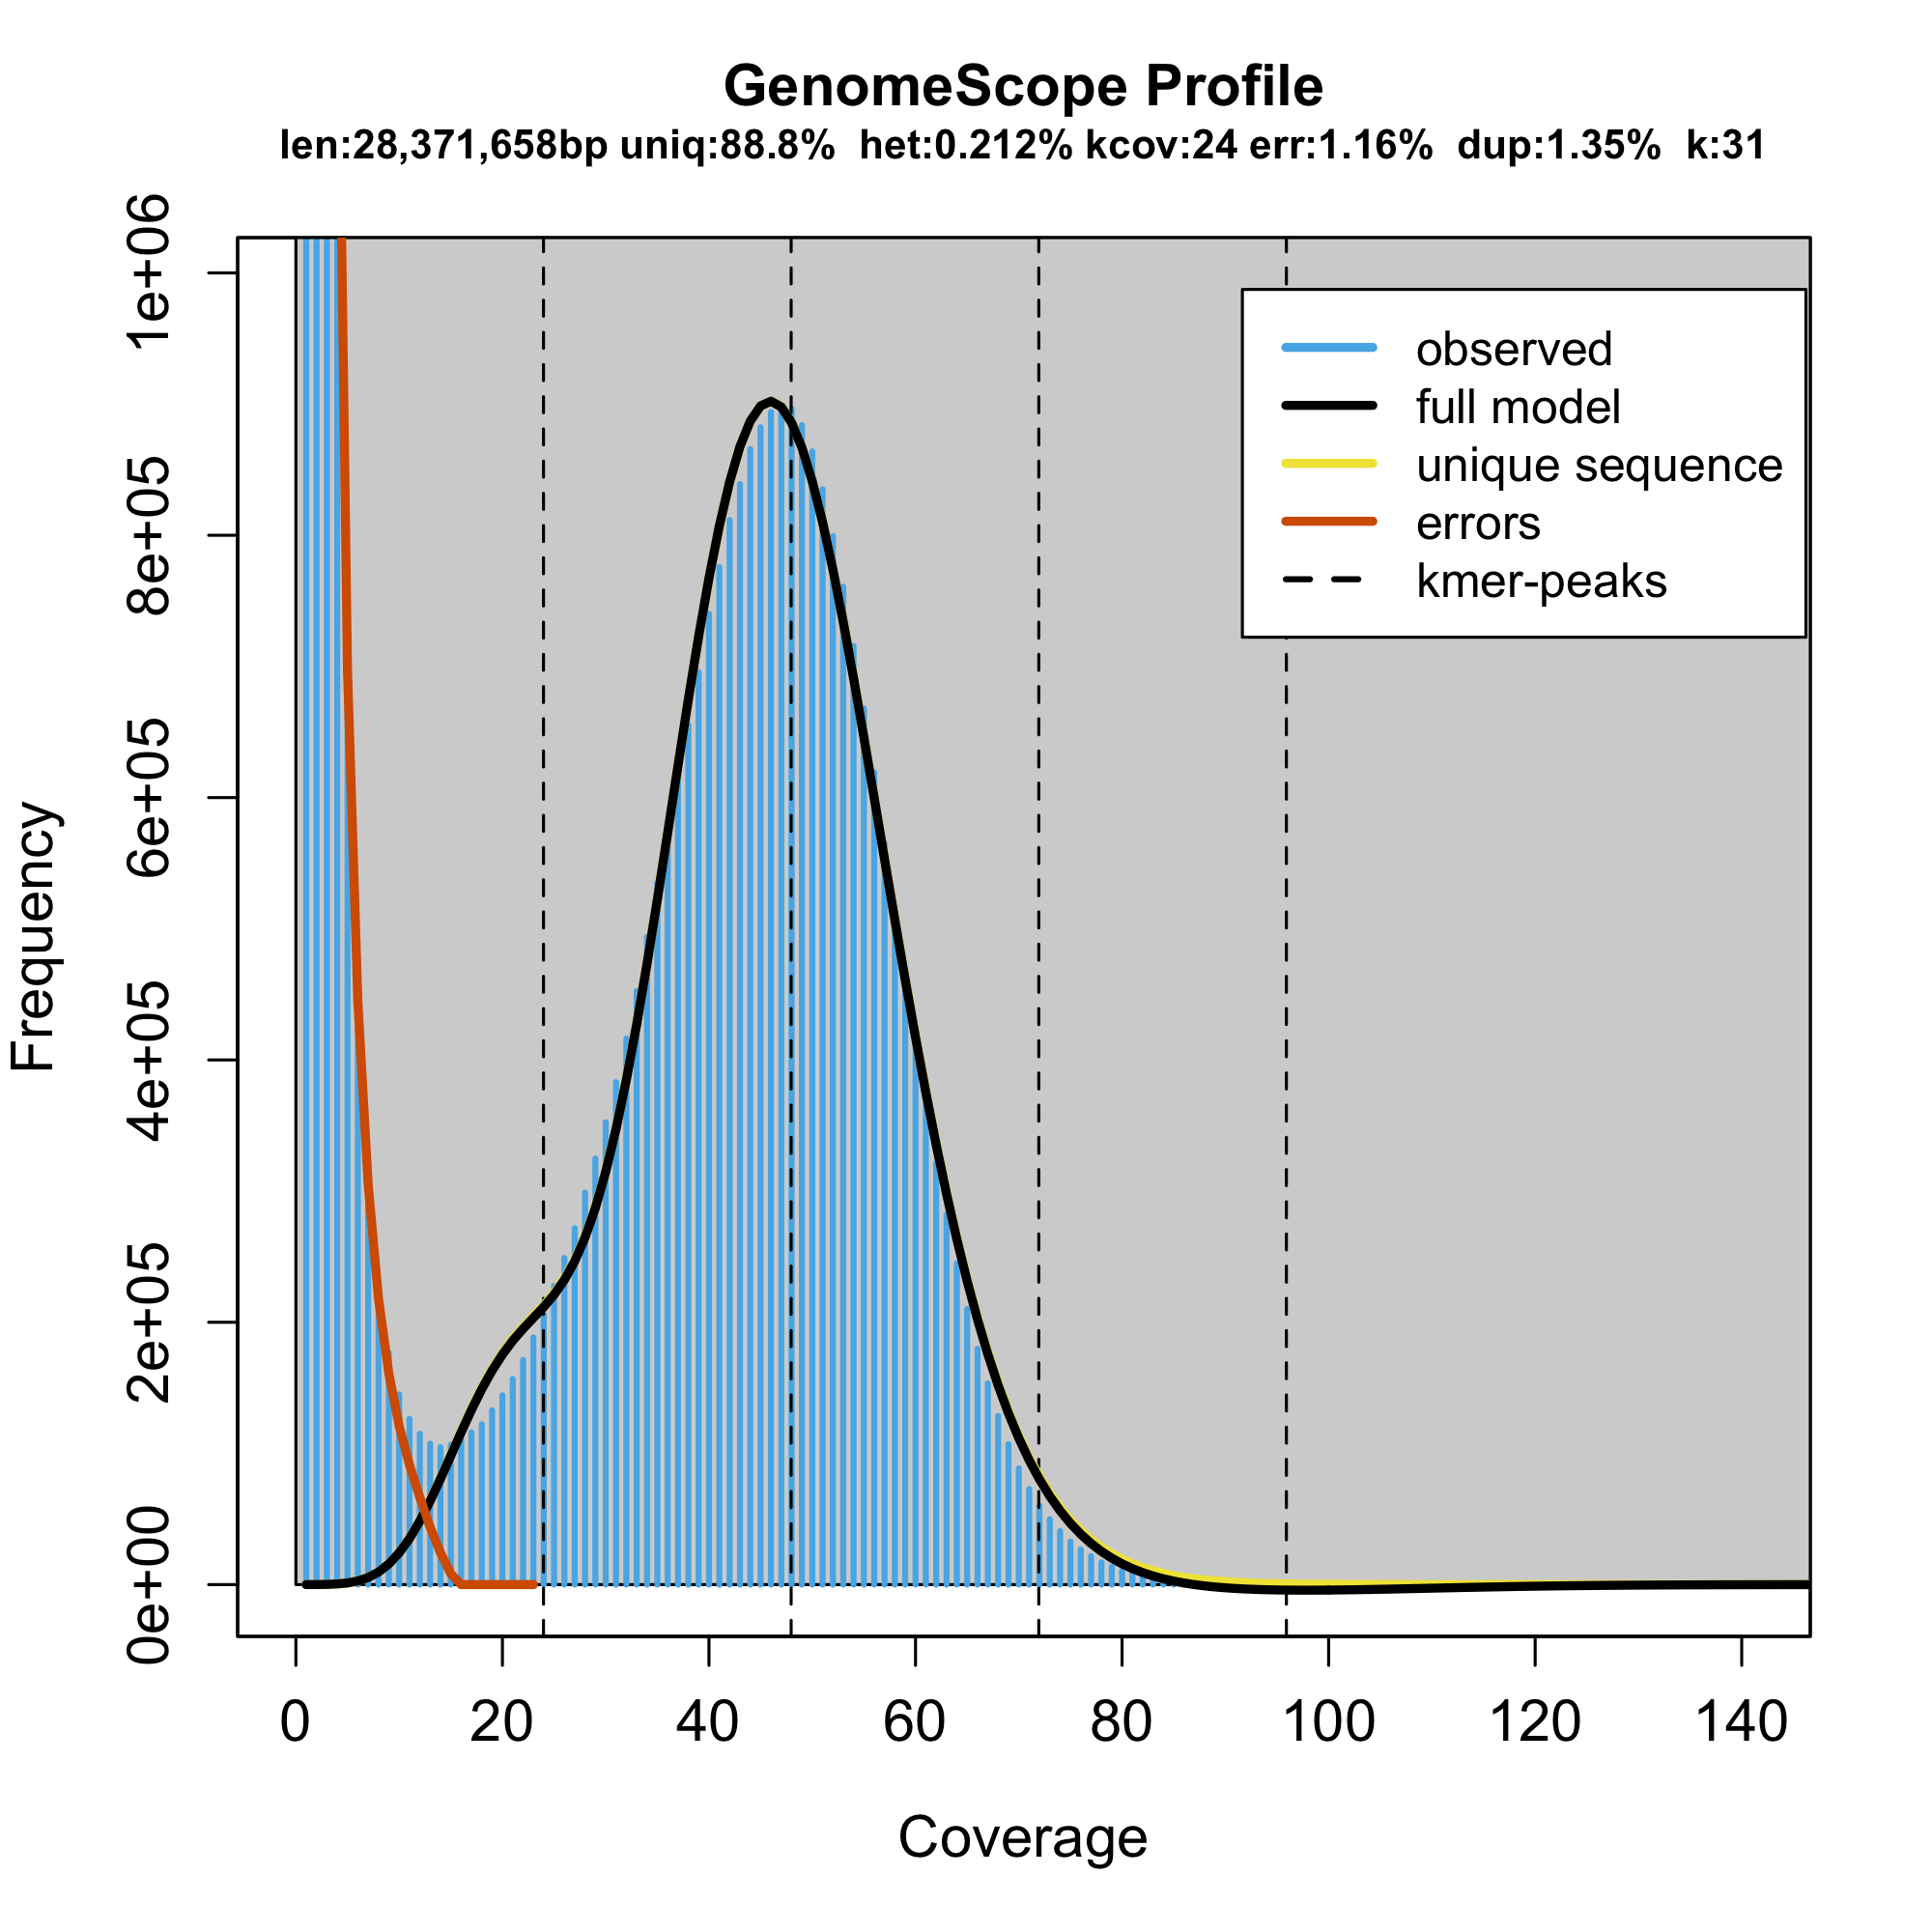 GenomeScope Profile
len:28,371,658bp uniq:88.8% het:0.212% kcov:24 err:1.16% dup:1.35% k:31
observed
full model
unique sequence
errors
kmer-peaks
Frequency
1e+06
8e+05
6e+05
4e+05
2e+05
0e+00
0 20 40 60 80 100 120 140
Coverage